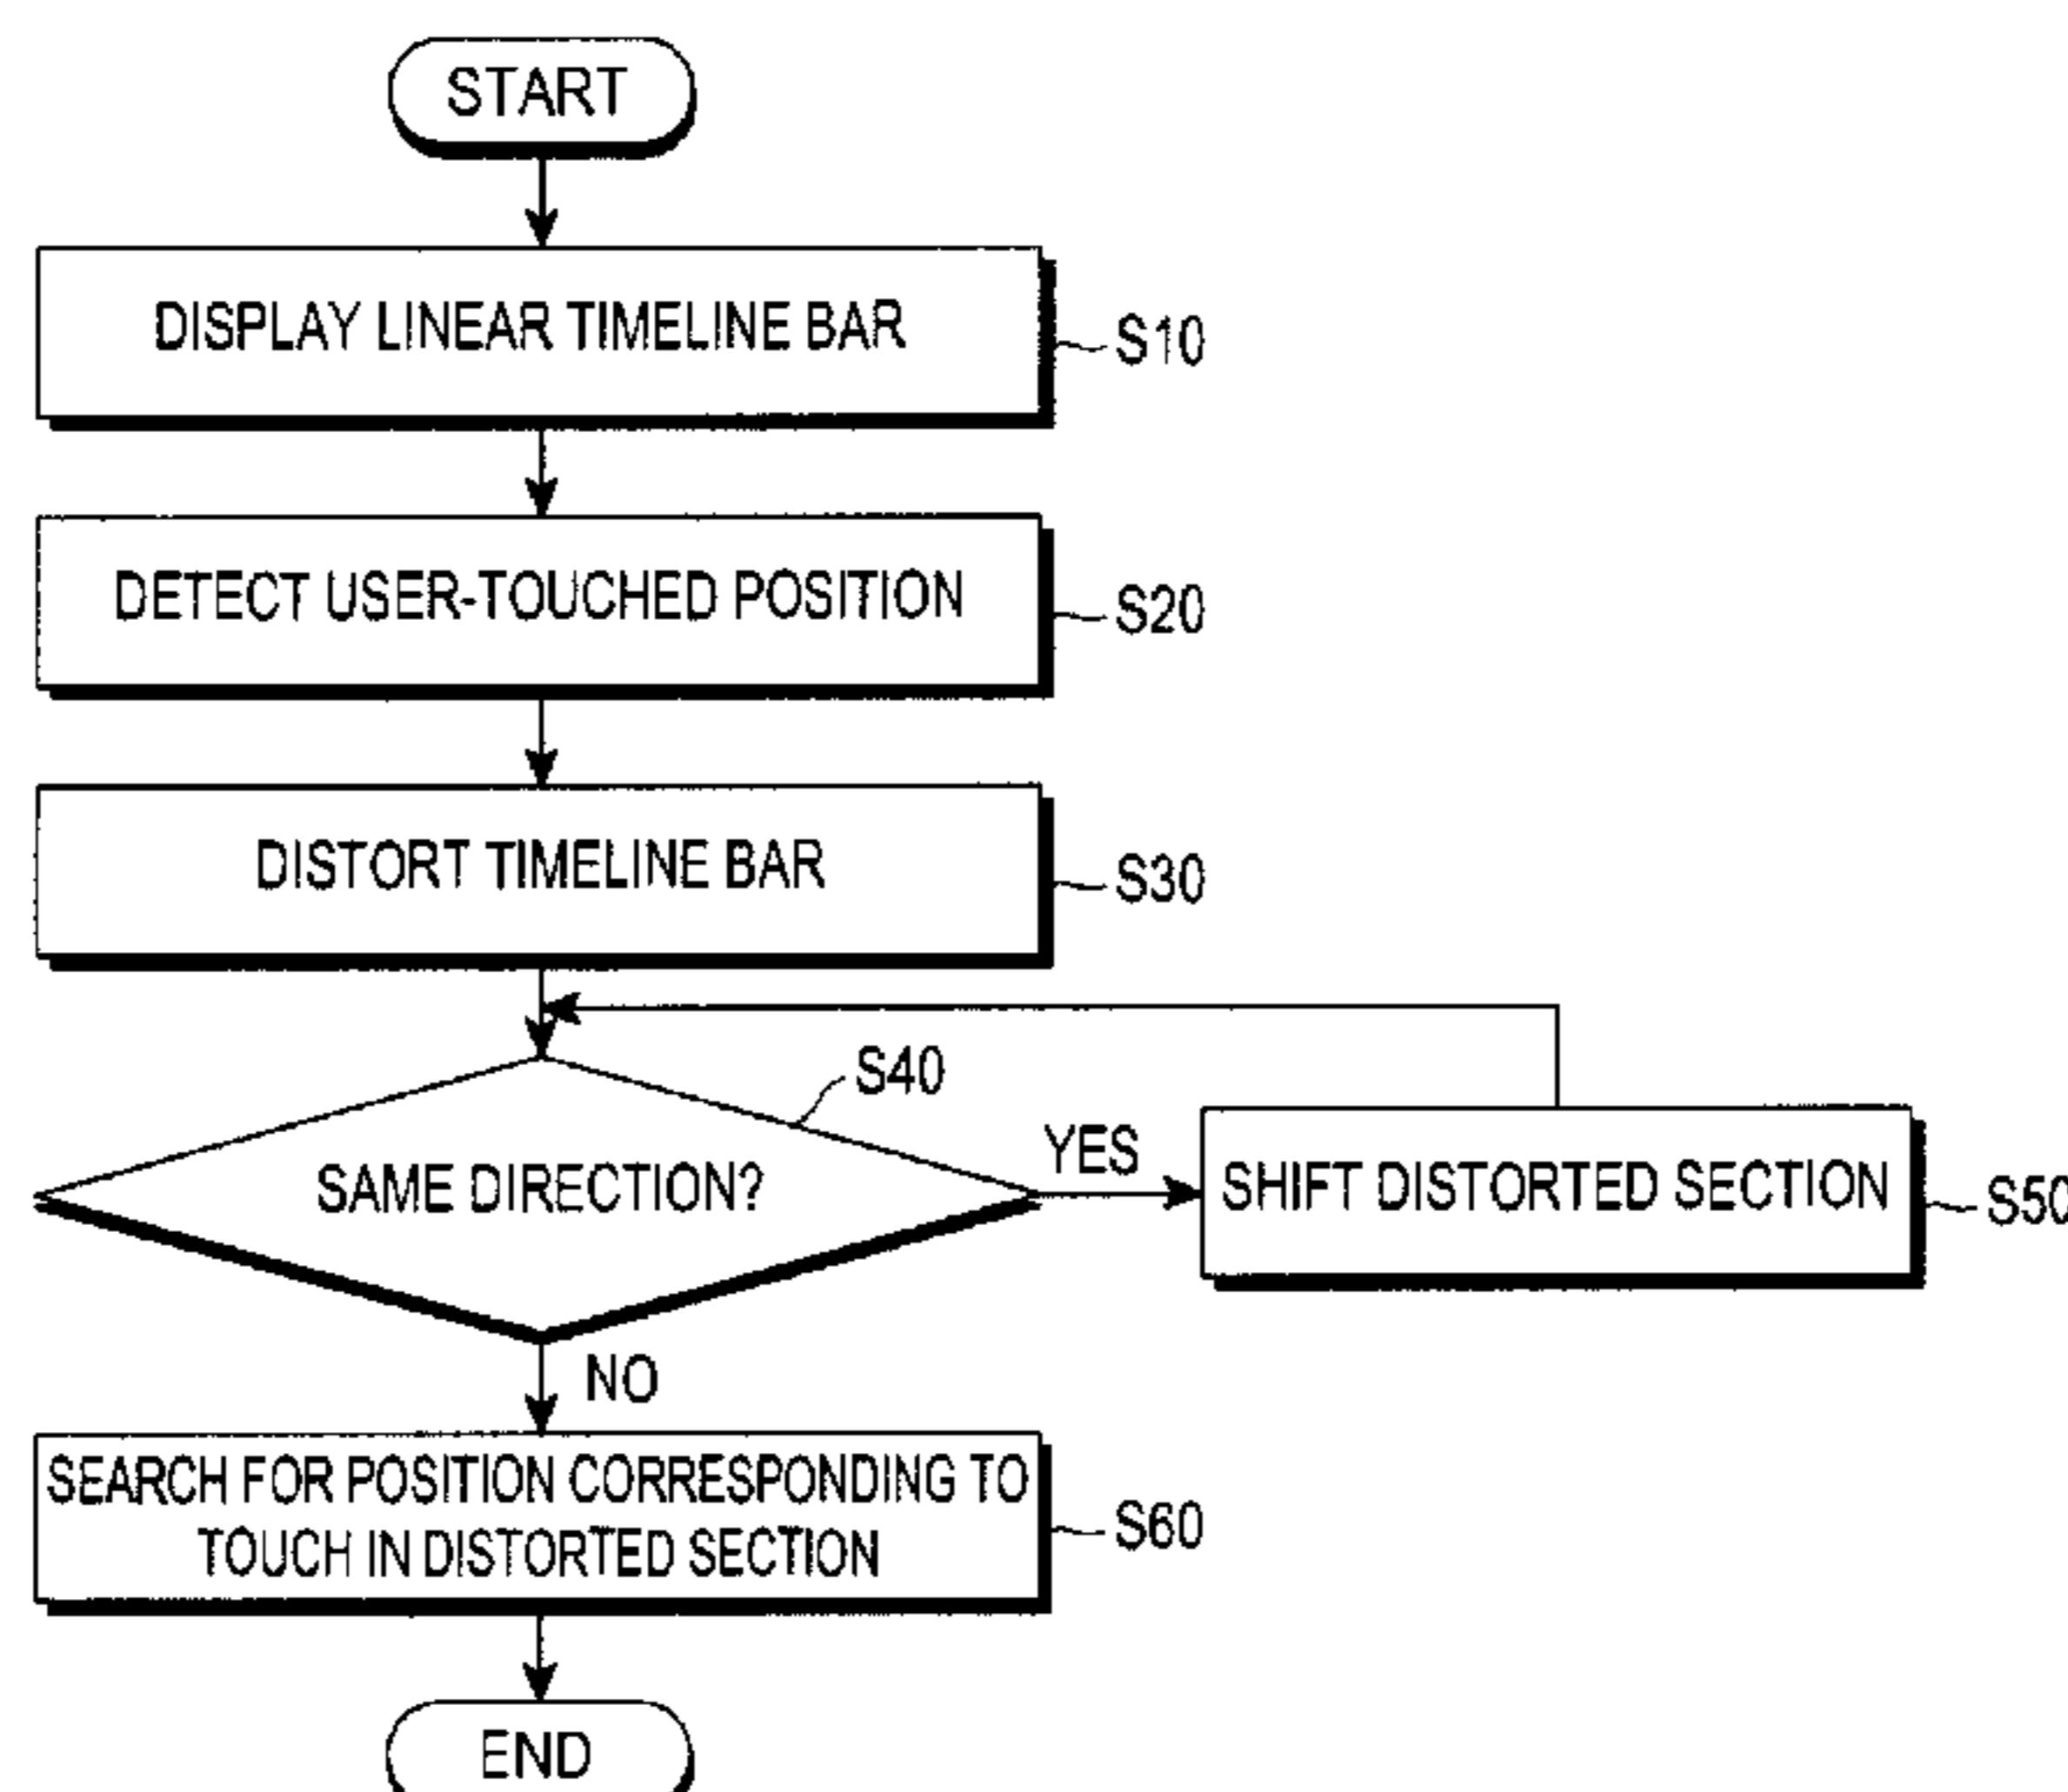 START
DISPLAY LINEAR TIMELINE BAR
S10
DETECT USER-TOUCHED POSITION
S20
DISTORT TIMELINE BAR
S30
S40
SAME DIRECTION?
YES
SHIFT DISTORTED SECTION
S50
NO
SEARCH FOR POSITION CORRESPONDING TO
TOUCH IN DISTORTED SECTION
S60
END